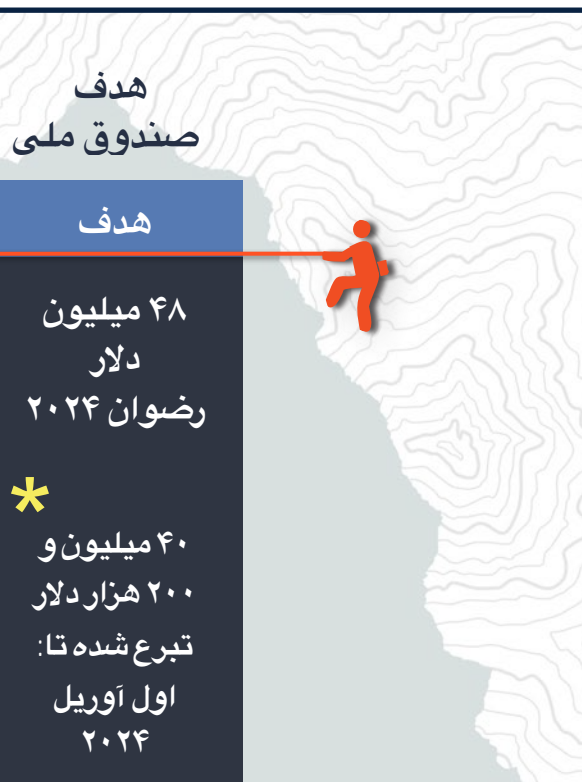 هدف
صندوق ملی
هدف
۴۸ میلیون
دلار
رضوان ۲۰۲۴
*
۴۰ میلیون و
۲۰۰ هزار دلار
تبرع شده تا:
اول آوریل
۲۰۲۴